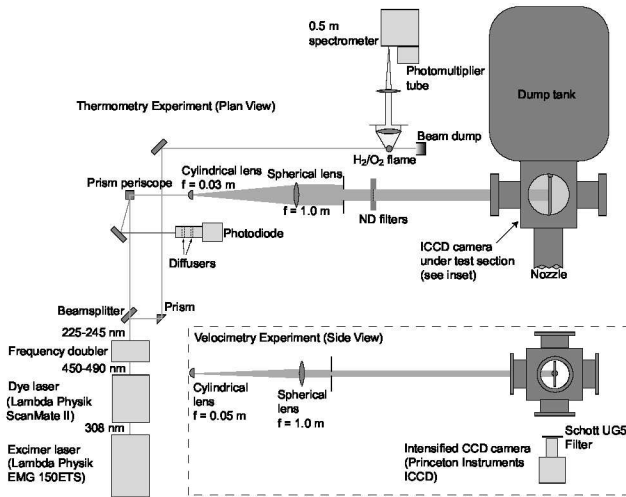 0.5 m
spectrometer
Photomultiplier
tube
Dump tank
Thermometry Experiment (Plan View)
Beam dump
H2/O2 flame
Cylindrical lens
f = 0.03 m
Spherical lens
f = 1.0 m
Prism periscope
ND filters
Photodiode
Diffusers
ICCD camera
under test section
(see inset)
Nozzle
Beamsplitter
Prism
225-245 nm
Frequency doubler
450-490 nm
Dye laser
(Lambda Physik
ScanMate II)
308 nm
Excimer laser
(Lambda Physik
EMG 150ETS)
Velocimetry Experiment (Side View)
Cylindrical
lens
f = 0.05 m
Spherical
lens
f = 1.0 m
Schott UG5
Filter
Intensified CCD camera
(Princeton Instruments
ICCD)